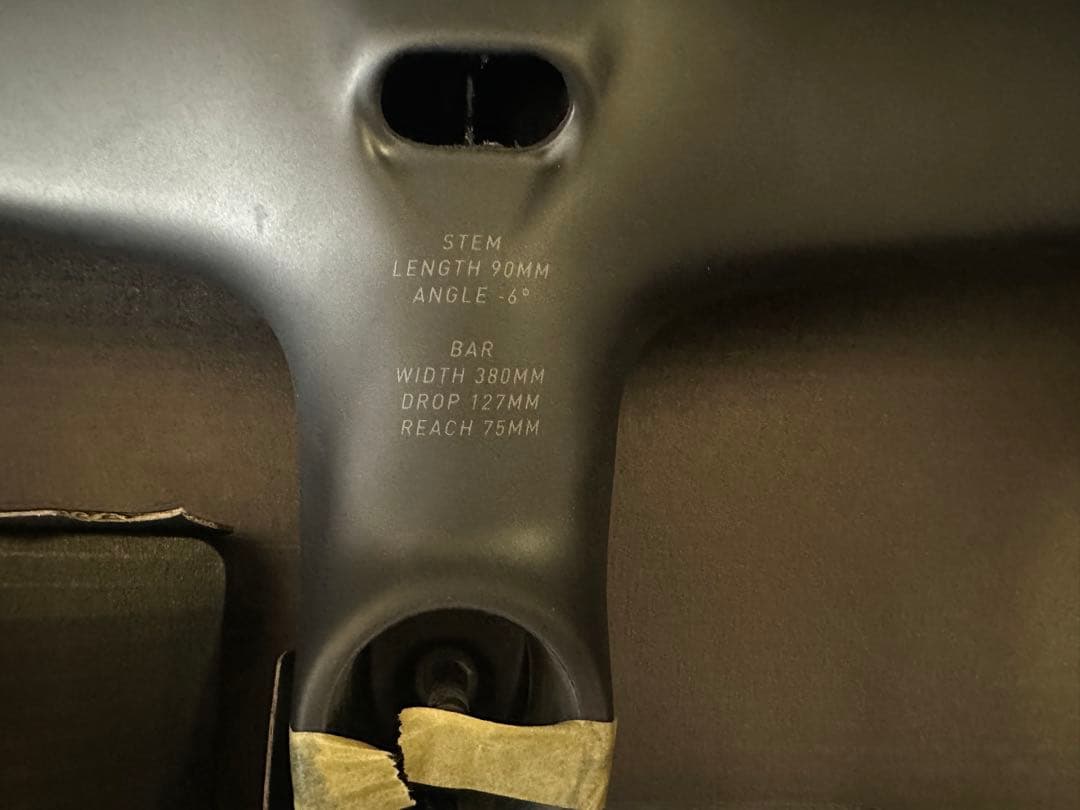 STEM
LENGTH 90MM
ANGLE -6°
BAR
WIDTH 380MM
DROP 127MM
REACH 75MM